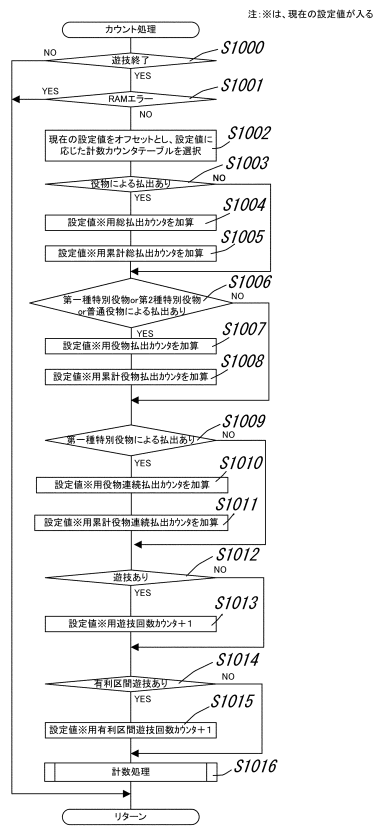 注:※は、現在の設定値が入る
カウント処理
S1000
NO
遊技終了
YES
S1001
YES
RAMエラー
NO
S1002
現在の設定値をオフセットとし、設定値に
応じた計数カウンタテーブルを選択
S1003
役物による払出あり
NO
YES
S1004
設定値※用総払出カウンタを加算
S1005
設定値※用累計総払出カウンタを加算
S1006
第一種特別役物or第2種特別役物
or普通役物による払出あり
NO
YES
S1007
設定値※用役物払出カウンタを加算
S1008
設定値※用累計役物払出カウンタを加算
S1009
第一種特別役物による払出あり
NO
YES
S1010
設定値※用役物連続払出カウンタを加算
S1011
設定値※用累計役物連続払出カウンタを加算
S1012
遊技あり
NO
YES
S1013
設定値※用遊技回数カウンタ+1
S1014
有利区間遊技あり
NO
YES
S1015
設定値※用有利区間遊技回数カウンタ+1
計数処理
S1016
リターン